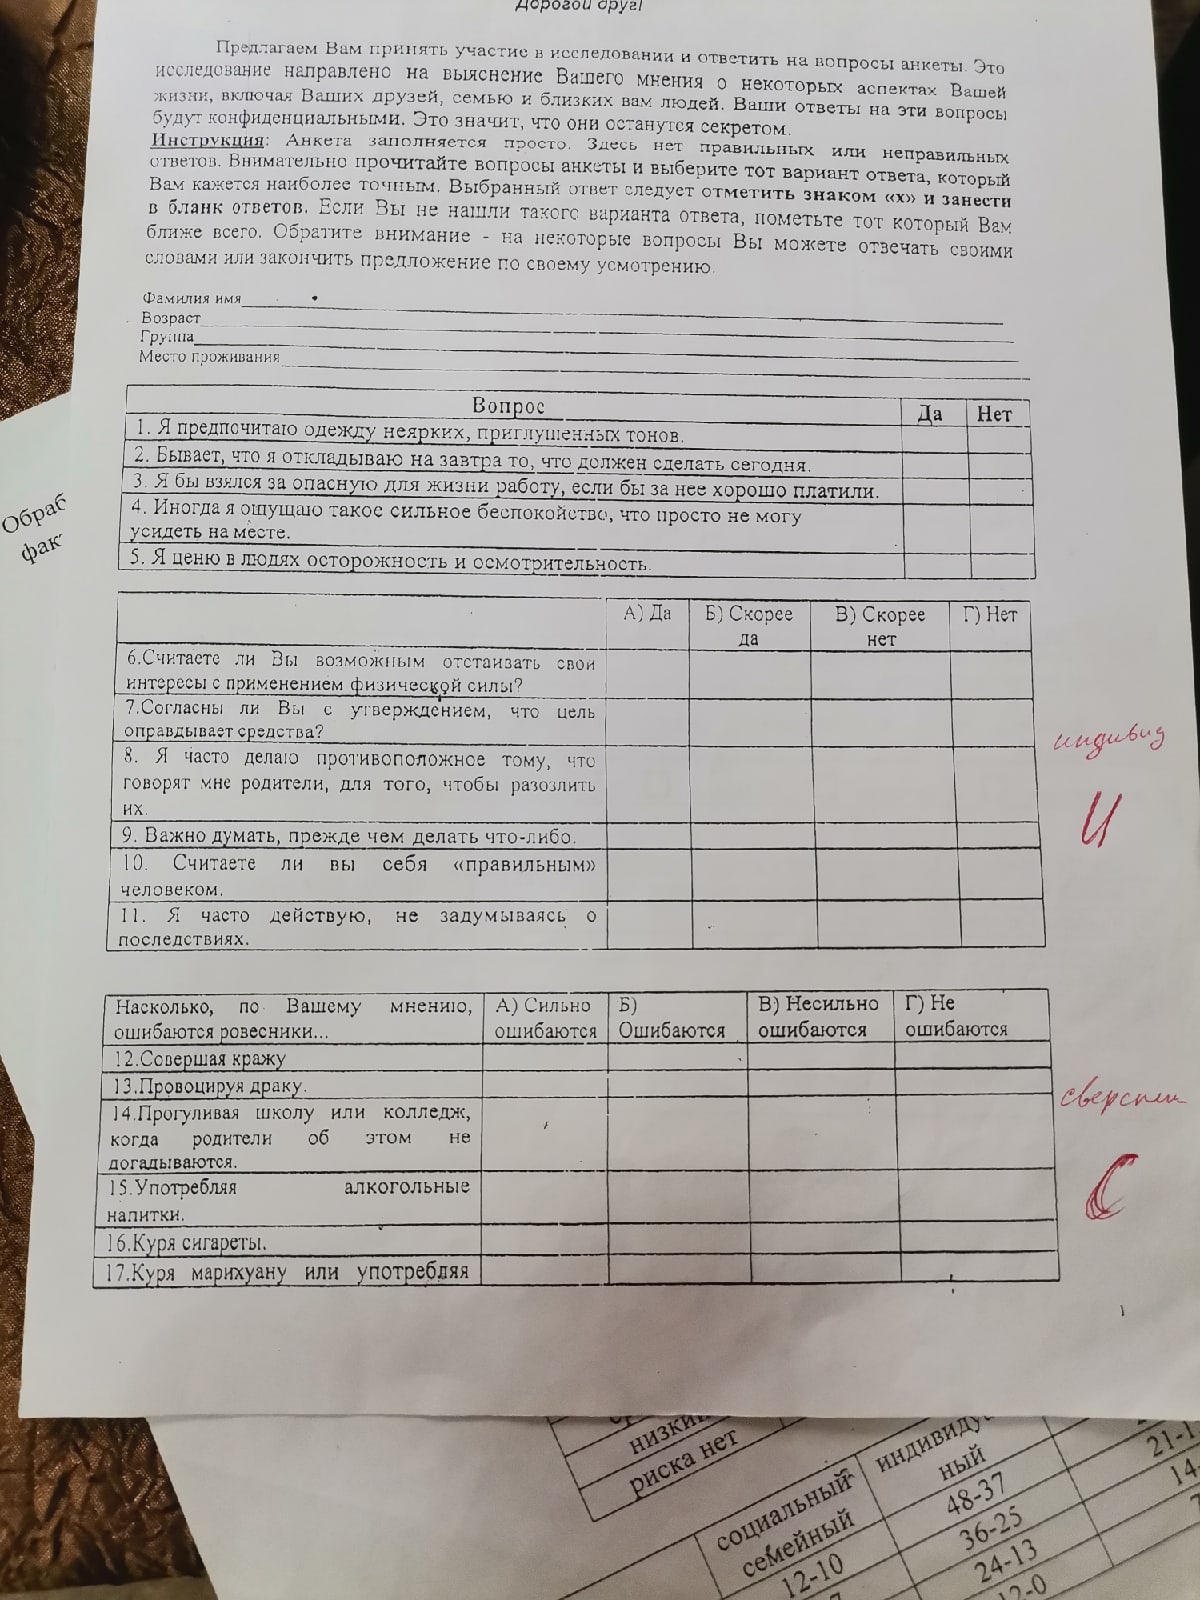 Дорогой друг!
Предлагаем Вам принять участие в исследовании и ответить на вопросы анкеты. Это
исследование направлено на выяснение Вашего мнения о некоторых аспектах Вашей
жизни, включая Ваших друзей, семью и близких вам людей. Ваши ответы на эти вопросы
будут конфиденциальными. Это значит, что они останутся секретом.
Инструкция: Анкета заполняется просто. Здесь нет правильных или неправильных
ответов. Внимательно прочитайте вопросы анкеты и выберите тот вариант ответа, который
Вам кажется наиболее точным. Выбранный ответ следует отметить знаком «х» и занести
в бланк ответов. Если Вы не нашли такого варианта ответа, пометьте тот который Вам
ближе всего. Обратите внимание - на некоторые вопросы Вы можете отвечать своими
словами или закончить предложение по своему усмотрению.
Фамилия имя
Возраст
Группа
Место проживания
Вопрос Да Нет
1. Я предпочитаю одежду неярких, приглушенных тонов.
2. Бывает, что я откладываю на завтра то, что должен сделать сегодня.
3. Я бы взялся за опасную для жизни работу, если бы за нее хорошо платили.
4. Иногда я ощущаю такое сильное беспокойство, что просто не могу
усидеть на месте.
5. Я ценю в людях осторожность и осмотрительность.
А) Да Б) Скорее В) Скорее Г) Нет
да нет
6.Считаете ли Вы возможным отстаивать свои
интересы с применением физической силы?
7.Согласны ли Вы с утверждением, что цель
оправдывает средства?
8. Я часто делаю противоположное тому, что
говорят мне родители, для того, чтобы разозлить
их.
9. Важно думать, прежде чем делать что-либо.
10. Считаете ли вы себя «правильным»
человеком.
11. Я часто действую, не задумываясь о
последствиях.
индивид
И
Насколько, по Вашему мнению, А) Сильно Б) В) Несильно Г) Не
ошибаются ровесники... ошибаются Ошибаются ошибаются ошибаются
12.Совершая кражу
13.Провоцируя драку.
14.Прогуливая школу или колледж,
когда родители об этом не
догадываются.
15.Употребляя алкогольные
напитки.
16.Куря сигареты.
17.Куря марихуану или употребляя
С
Обраб
фак
риска нет
социальный
семейный
ный
12-10
48-37
36-25
24-13
12-0